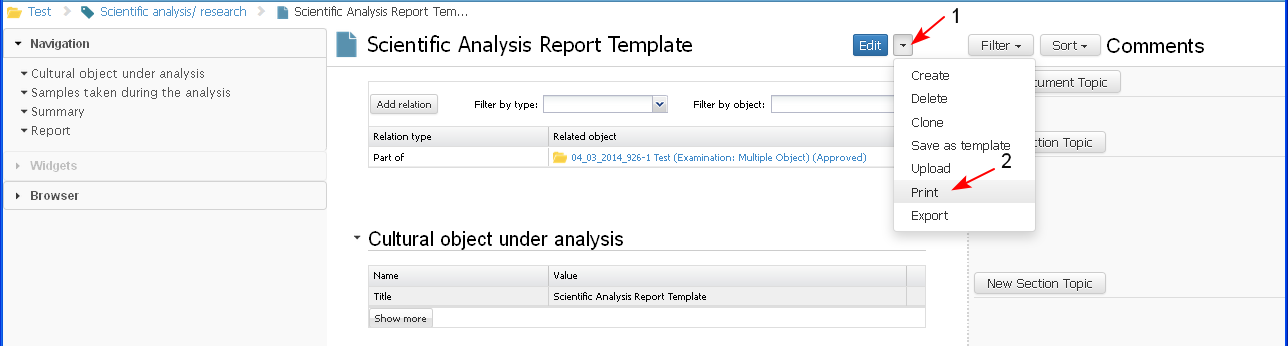 Test > Scientific analysis/ research > Scientific Analysis Report Tem...
1
Navigation
Cultural object under analysis
Samples taken during the analysis
Summary
Report
Widgets
Browser
Scientific Analysis Report Template
Edit
Filter
Sort
Comments
Create
Delete
Clone
Save as template
Upload
Print
Export
2
Add relation
Filter by type:
Filter by object:
Relation type Related object
Part of 04_03_2014_926-1 Test (Examination: Multiple Object) (Approved)
Topic
Topic
Cultural object under analysis
Name Value
Title Scientific Analysis Report Template
Show more
New Section Topic